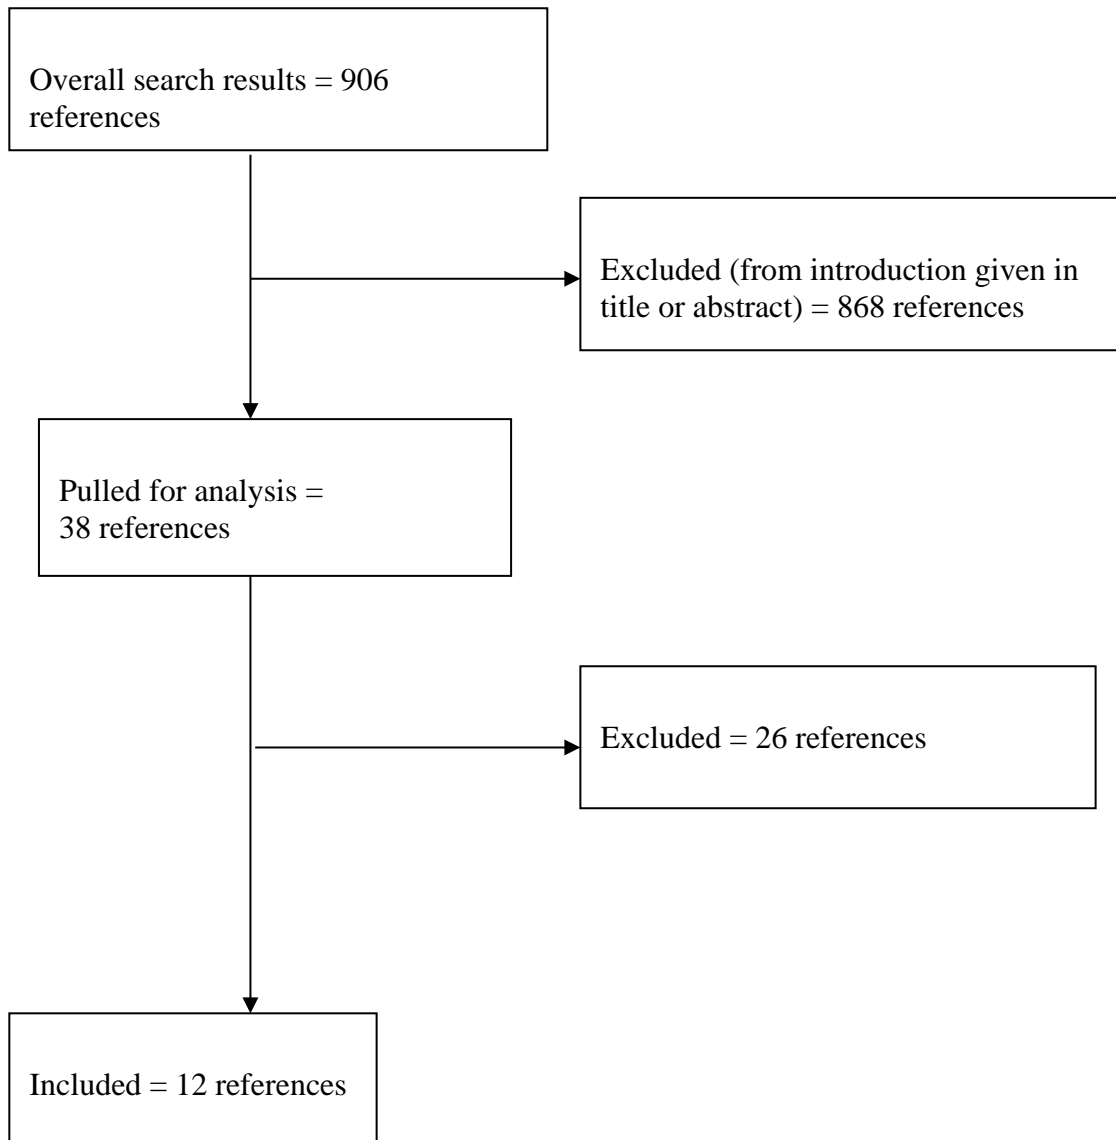 Overall search results = 906
references
Excluded (from introduction given in
title or abstract) = 868 references
Pulled for analysis =
38 references
Excluded = 26 references
Included = 12 references